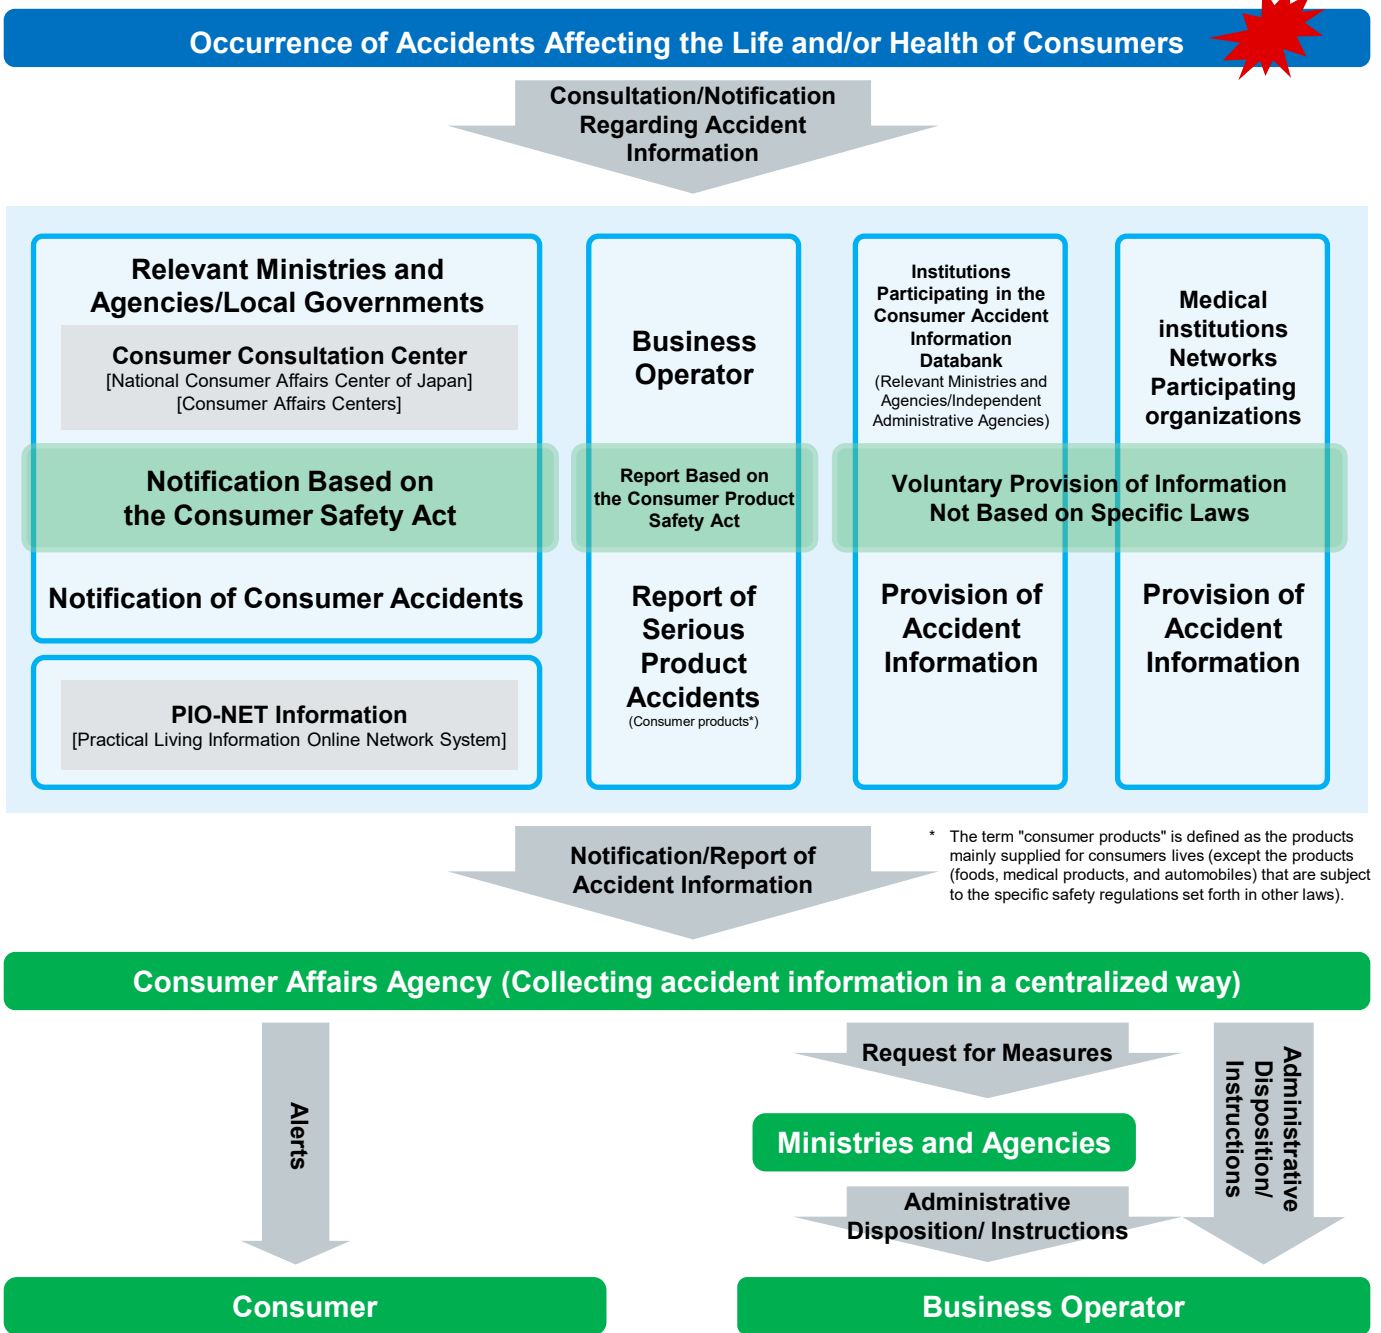 Occurrence of Accidents Affecting the Life and/or Health of Consumers
Consultation/Notification
Regarding Accident
Information
Relevant Ministries and
Agencies/Local Governments
Consumer Consultation Center
[National Consumer Affairs Center of Japan]
[Consumer Affairs Centers]
Notification Based on
the Consumer Safety Act
Notification of Consumer Accidents
PIO-NET Information
[Practical Living Information Online Network System]
Business
Operator
Report Based on
the Consumer Product
Safety Act
Report of
Serious
Product
Accidents
(Consumer products*)
Institutions
Participating in the
Consumer Accident
Information
Databank
(Relevant Ministries and
Agencies/Independent
Administrative Agencies)
Medical
institutions
Networks
Participating
organizations
Voluntary Provision of Information
Not Based on Specific Laws
Provision of
Accident
Information
Provision of
Accident
Information
Notification/Report of
Accident Information
* The term "consumer products" is defined as the products
mainly supplied for consumers lives (except the products
(foods, medical products, and automobiles) that are subject
to the specific safety regulations set forth in other laws).
Consumer Affairs Agency (Collecting accident information in a centralized way)
Alerts
Request for Measures
Ministries and Agencies
Administrative
Disposition/ Instructions
Administrative
Disposition/
Instructions
Consumer
Business Operator